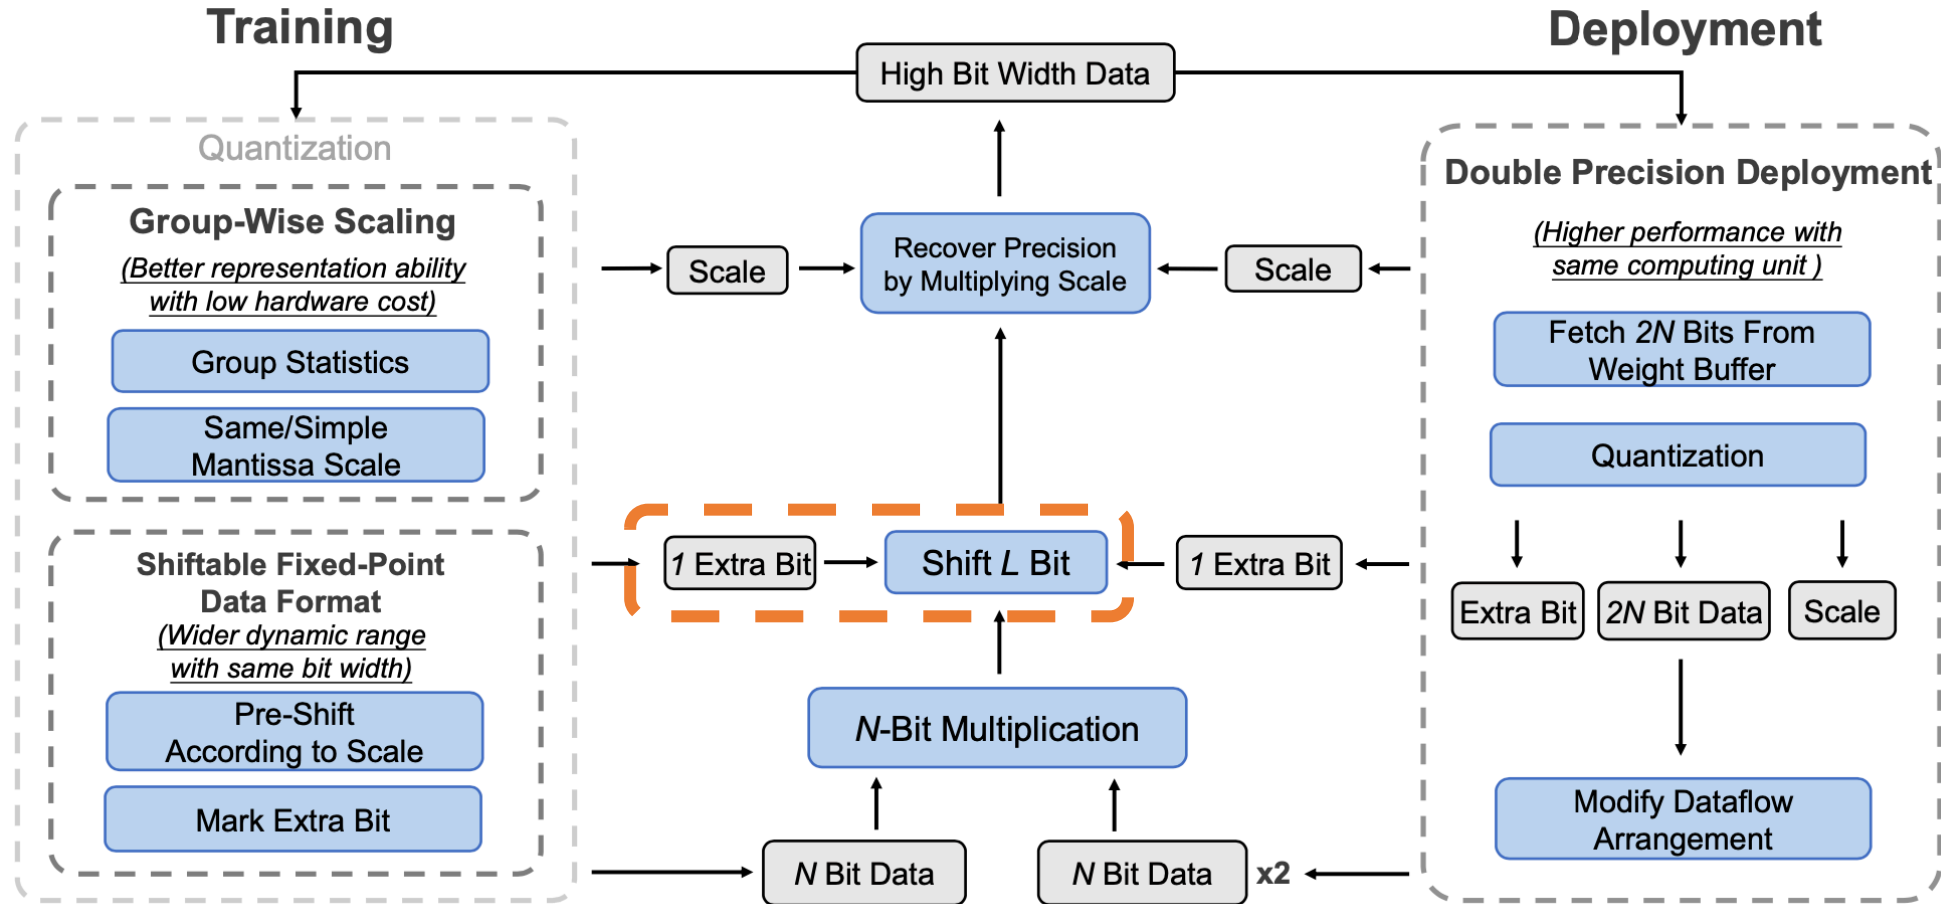 Training
Deployment
High Bit Width Data
Quantization
Group-Wise Scaling
(Better representation ability
with low hardware cost)
Group Statistics
Same/Simple
Mantissa Scale
Shiftable Fixed-Point
Data Format
(Wider dynamic range
with same bit width)
Pre-Shift
According to Scale
Mark Extra Bit
Scale
Recover Precision
by Multiplying Scale
Scale
1 Extra Bit
Shift L Bit
1 Extra Bit
N-Bit Multiplication
N Bit Data
N Bit Data
x2
Double Precision Deployment
(Higher performance with
same computing unit )
Fetch 2N Bits From
Weight Buffer
Quantization
Extra Bit
2N Bit Data
Scale
Modify Dataflow
Arrangement